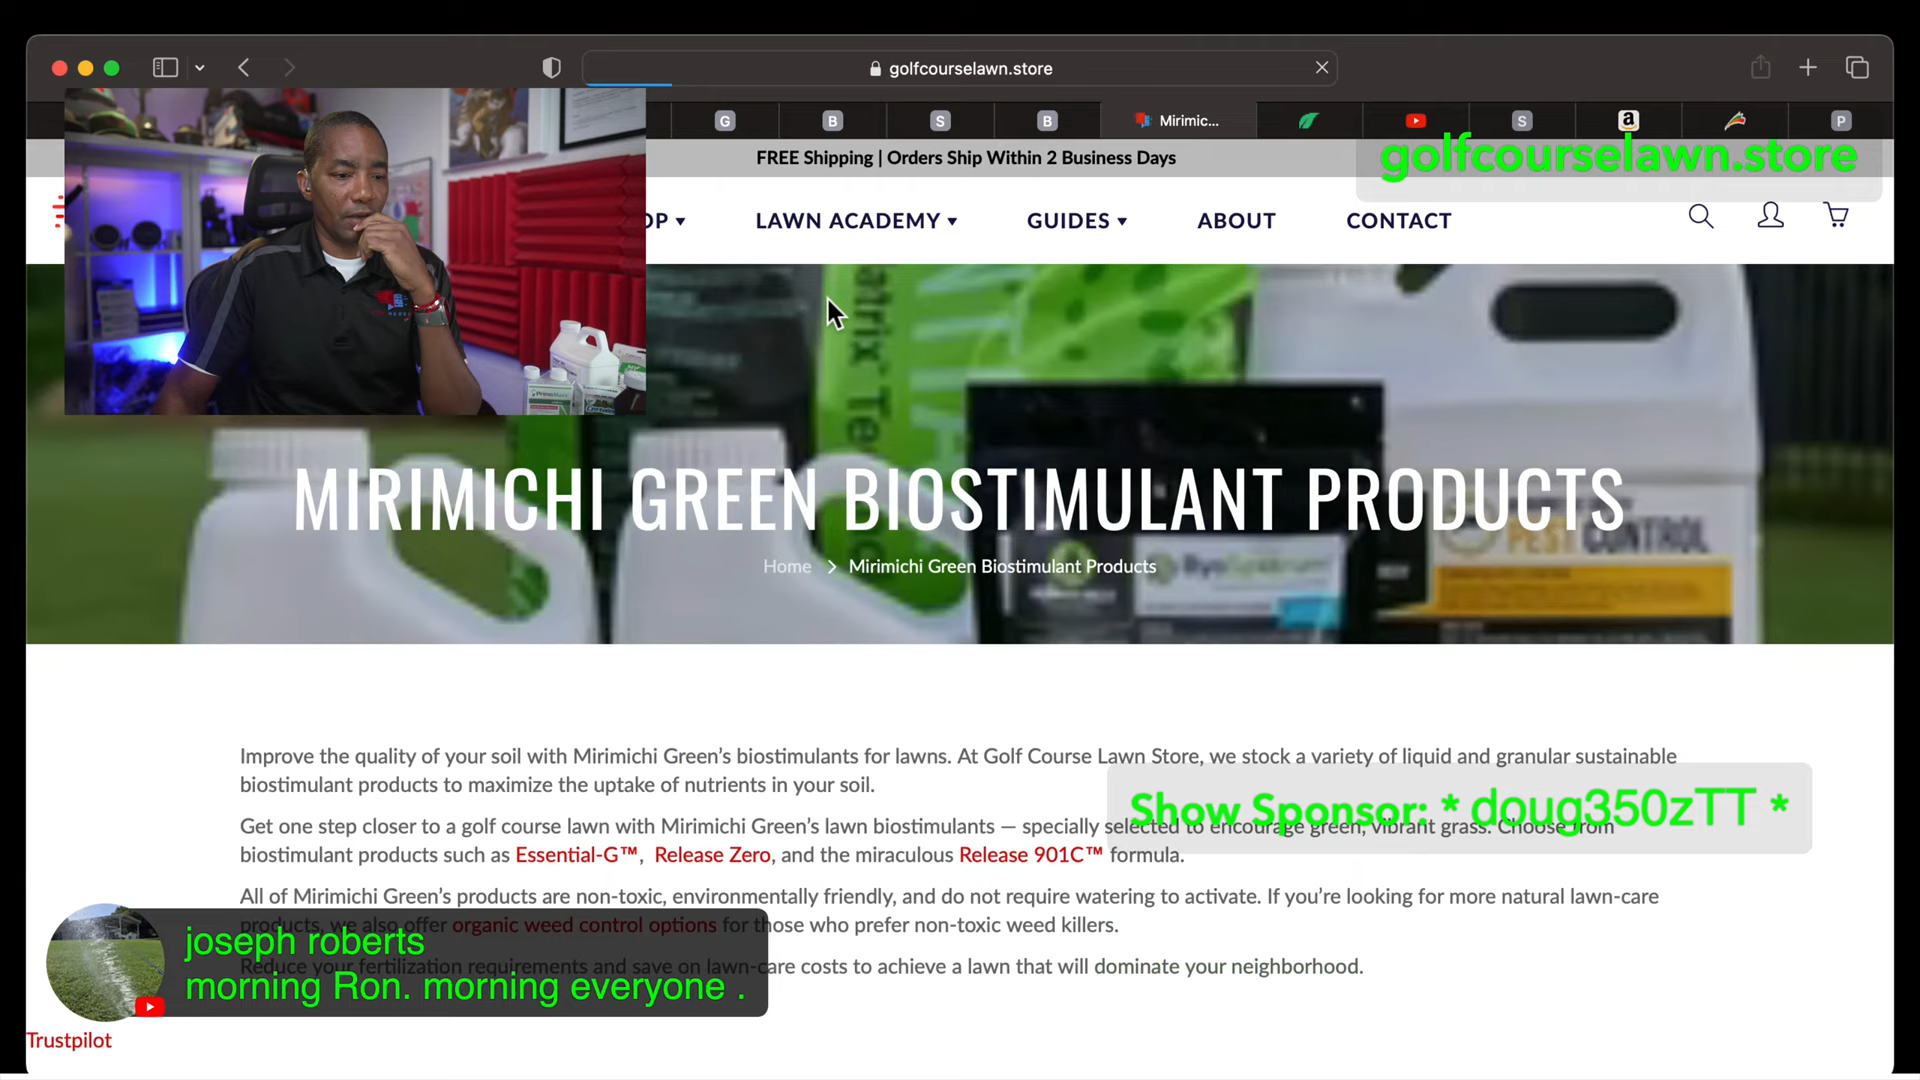 golfcourselawn.store
G
B
S
B
Mirimic...
S
a
P
FREE Shipping | Orders Ship Within 2 Business Days
golfcourselawn.store
OP
LAWN ACADEMY
GUIDES
ABOUT
CONTACT
MIRIMICHI GREEN BIOSTIMULANT PRODUCTS
PEST CONTROL
Home > Mirimichi Green Biostimulant Products
Improve the quality of your soil with Mirimichi Green's biostimulants for lawns. At Golf Course Lawn Store, we stock a variety of liquid and granular sustainable
biostimulant products to maximize the uptake of nutrients in your soil.
Show Sponsor: * doug350zTT *
Get one step closer to a golf course lawn with Mirimichi Green's lawn biostimulants — specially selected to encourage green, vibrant grass. Choose from
biostimulant products such as Essential-G™, Release Zero, and the miraculous Release 901C™ formula.
All of Mirimichi Green's products are non-toxic, environmentally friendly, and do not require watering to activate. If you're looking for more natural lawn-care
products, we also offer organic weed control options for those who prefer non-toxic weed killers.
Reduce your fertilization requirements and save on lawn-care costs to achieve a lawn that will dominate your neighborhood.
joseph roberts
morning Ron. morning everyone .
Trustpilot